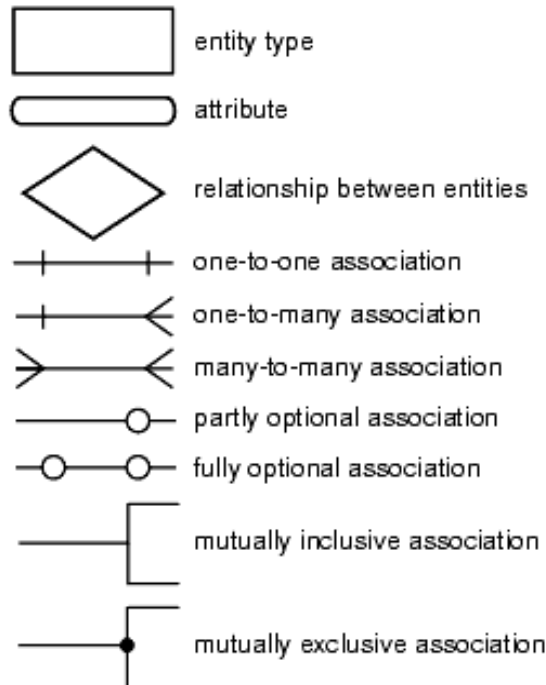 entity type
attribute
relationship between entities
one-to-one association
one-to-many association
many-to-many association
partly optional association
fully optional association
mutually inclusive association
mutually exclusive association